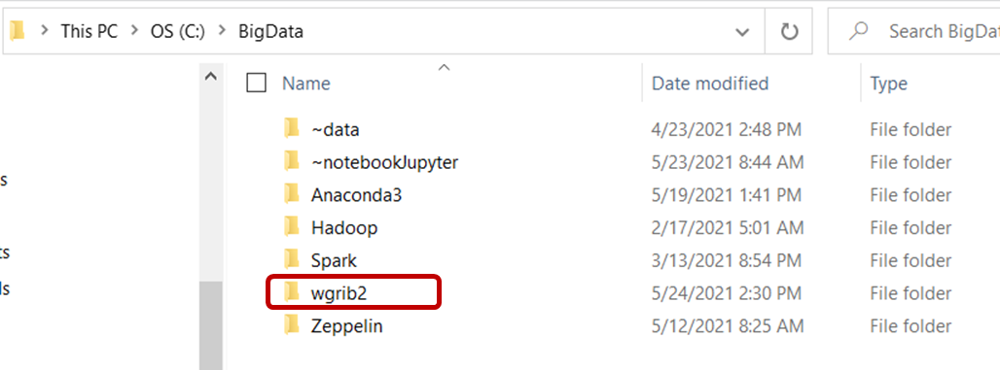 This PC > OS (C:) > BigData
Search BigDat
Name Date modified Type
~data 4/23/2021 2:48 PM File folder
~notebookJupyter 5/23/2021 8:44 AM File folder
Anaconda3 5/19/2021 1:41 PM File folder
Hadoop 2/17/2021 5:01 AM File folder
Spark 3/13/2021 8:54 PM File folder
wgrib2 5/24/2021 2:30 PM File folder
Zeppelin 5/12/2021 8:25 AM File folder
s
ts
ls